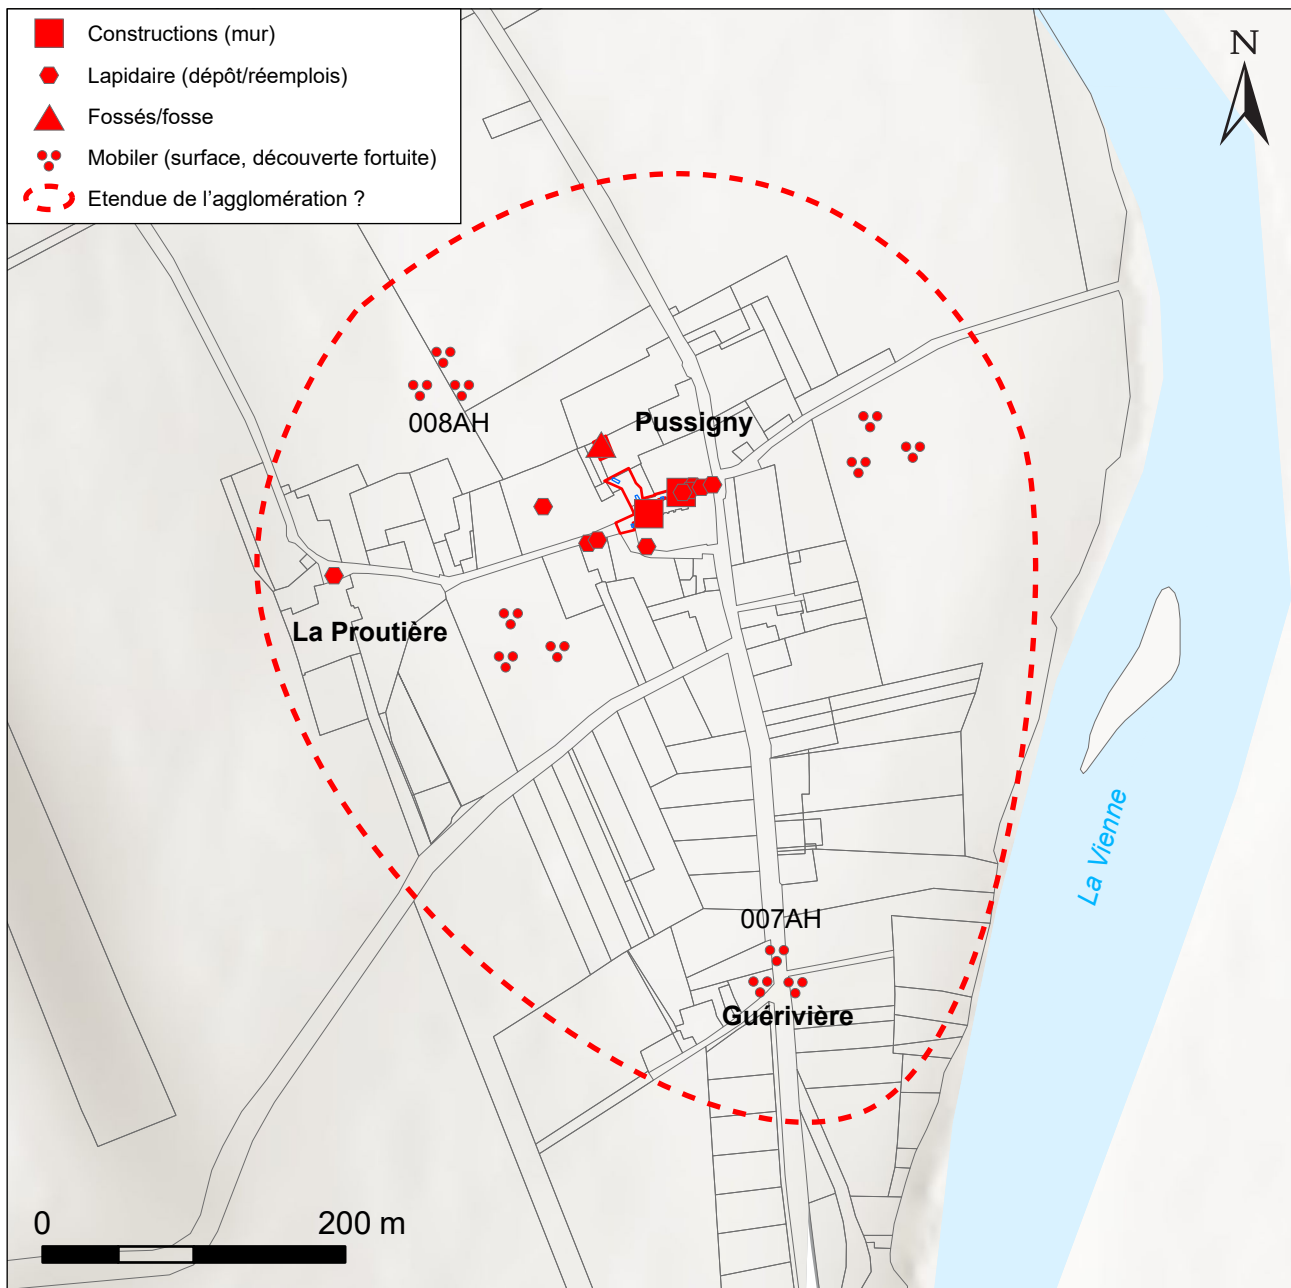 Constructions (mur)
Lapidaire (dépôt/réemplois)
Fossés/fosse
Mobiler (surface, découverte fortuite)
Etendue de l'agglomération ?
N
008AH
Pussigny
La Proutière
La Vienne
007AH
Guérivière
0 200 m